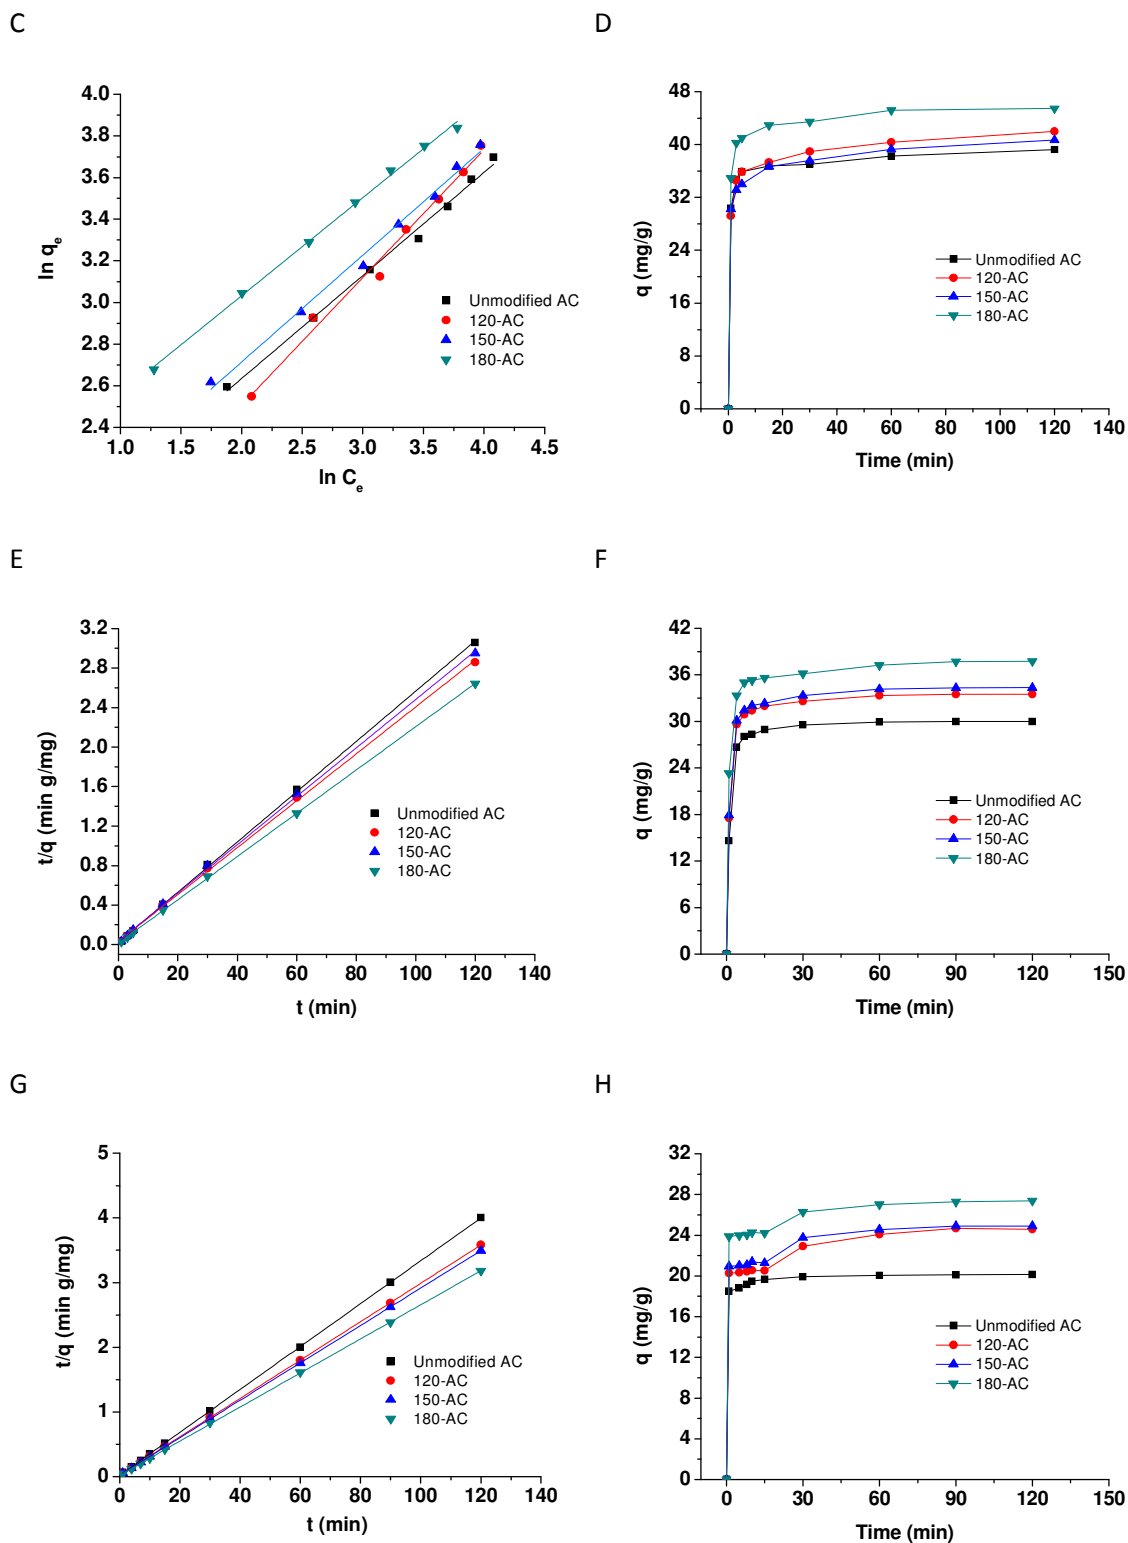 C
D
4.0
3.8
3.6
3.4
3.2
3.0
2.8
2.6
2.4
ln qe
1.0 1.5 2.0 2.5 3.0 3.5 4.0 4.5
ln Ce
Unmodified AC
120-AC
150-AC
180-AC
48
40
32
24
16
8
0
q (mg/g)
0 20 40 60 80 100 120 140
Time (min)
Unmodified AC
120-AC
150-AC
180-AC
E
F
3.2
2.8
2.4
2.0
1.6
1.2
0.8
0.4
0.0
t/q (min g/mg)
0 20 40 60 80 100 120 140
t (min)
Unmodified AC
120-AC
150-AC
180-AC
42
36
30
24
18
12
6
0
q (mg/g)
0 30 60 90 120 150
Time (min)
Unmodified AC
120-AC
150-AC
180-AC
G
H
5
4
3
2
1
0
t/q (min g/mg)
0 20 40 60 80 100 120 140
t (min)
Unmodified AC
120-AC
150-AC
180-AC
32
28
24
20
16
12
8
4
0
q (mg/g)
0 30 60 90 120 150
Time (min)
Unmodified AC
120-AC
150-AC
180-AC